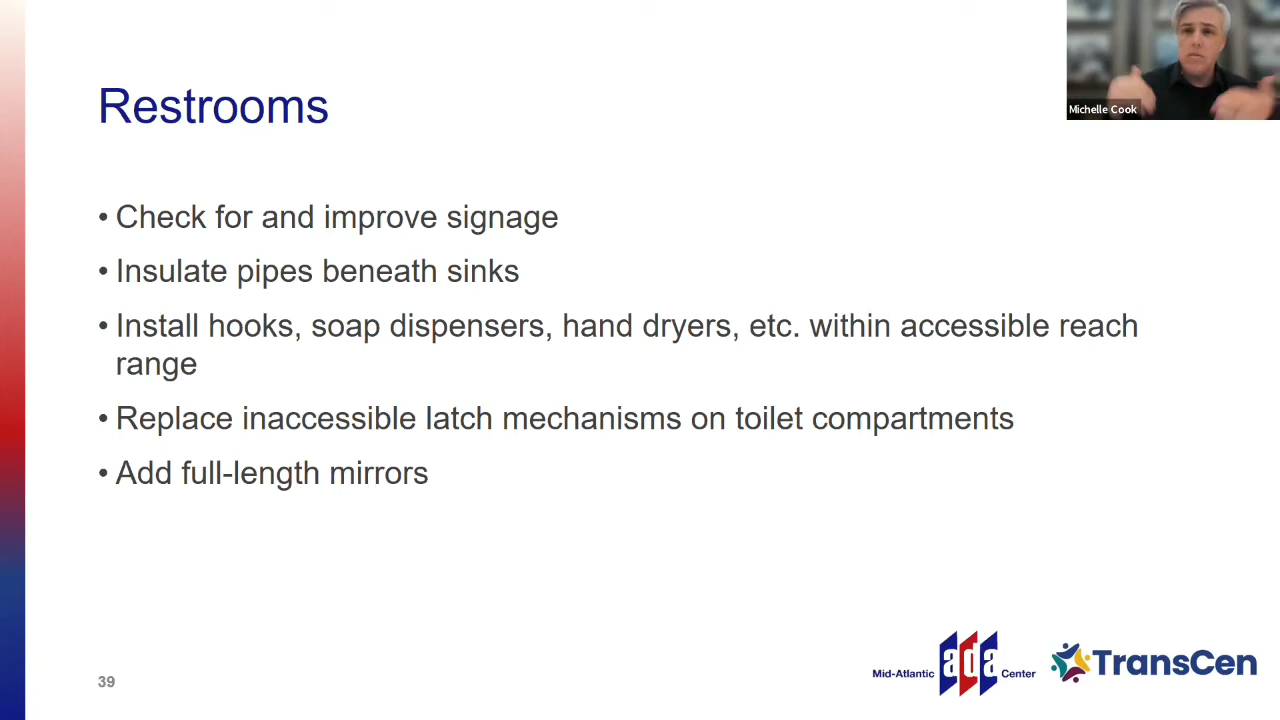 Michelle Cook
Restrooms
• Check for and improve signage
• Insulate pipes beneath sinks
• Install hooks, soap dispensers, hand dryers, etc. within accessible reach
range
• Replace inaccessible latch mechanisms on toilet compartments
• Add full-length mirrors
39
Mid-Atlantic ada Center
TransCen